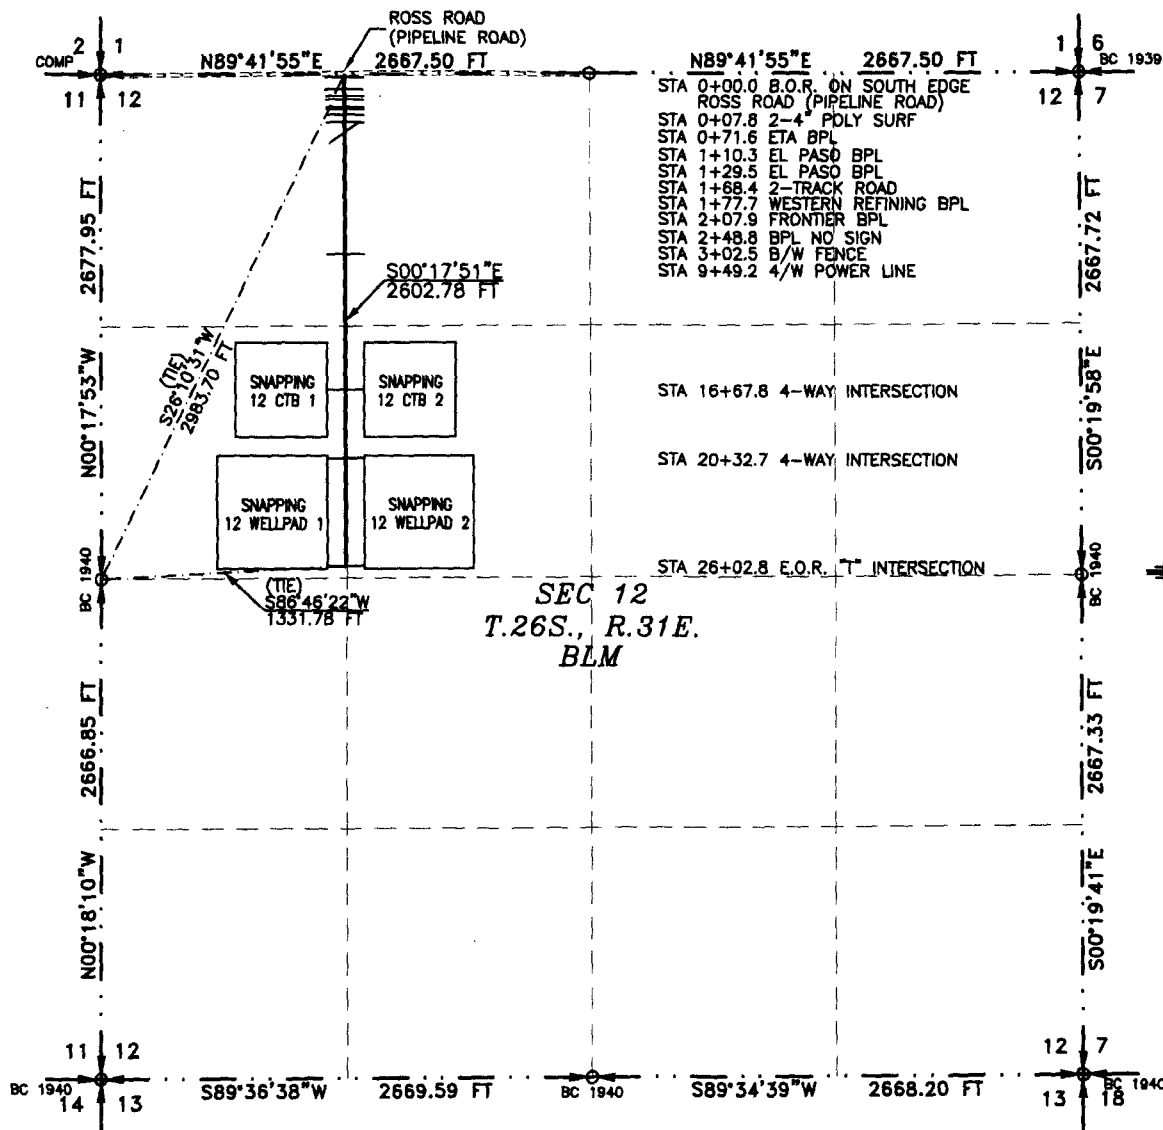 ROSS ROAD
(PIPELINE ROAD)
2 1
COMP
11 12
N89°41'55"E 2667.50 FT
N89°41'55"E 2667.50 FT
1 6
BC 1939
12 7
STA 0+00.0 B.O.R. ON SOUTH EDGE
ROSS ROAD (PIPELINE ROAD)
STA 0+07.8 2-4" POLY SURF
STA 0+71.6 ETA BPL
STA 1+10.3 EL PASO BPL
STA 1+29.5 EL PASO BPL
STA 1+68.4 2-TRACK ROAD
STA 1+77.7 WESTERN REFINING BPL
STA 2+07.9 FRONTIER BPL
STA 2+48.8 BPL NO SIGN
STA 3+02.5 B/W FENCE
STA 9+49.2 4/W POWER LINE
N00°17'53"W 2677.95 FT
S00°17'51"E
2602.78 FT
S00°19'58"E 2667.72 FT
(TIE)
S26°10'31"W
2983.70 FT
SNAPPING
12 CTB 1
SNAPPING
12 CTB 2
STA 16+67.8 4-WAY INTERSECTION
STA 20+32.7 4-WAY INTERSECTION
SNAPPING
12 WELLPAD 1
SNAPPING
12 WELLPAD 2
STA 26+02.8 E.O.R. "T" INTERSECTION
BC 1940
BC 1940
(TIE)
S86°46'22"W
1331.78 FT
SEC 12
T.26S., R.31E.
BLM
N00°18'10"W 2666.85 FT
S00°19'41"E 2667.33 FT
11 12
BC 1940
14 13
S89°36'38"W 2669.59 FT
BC 1940
S89°34'39"W 2668.20 FT
12 7
BC 1940
13 18